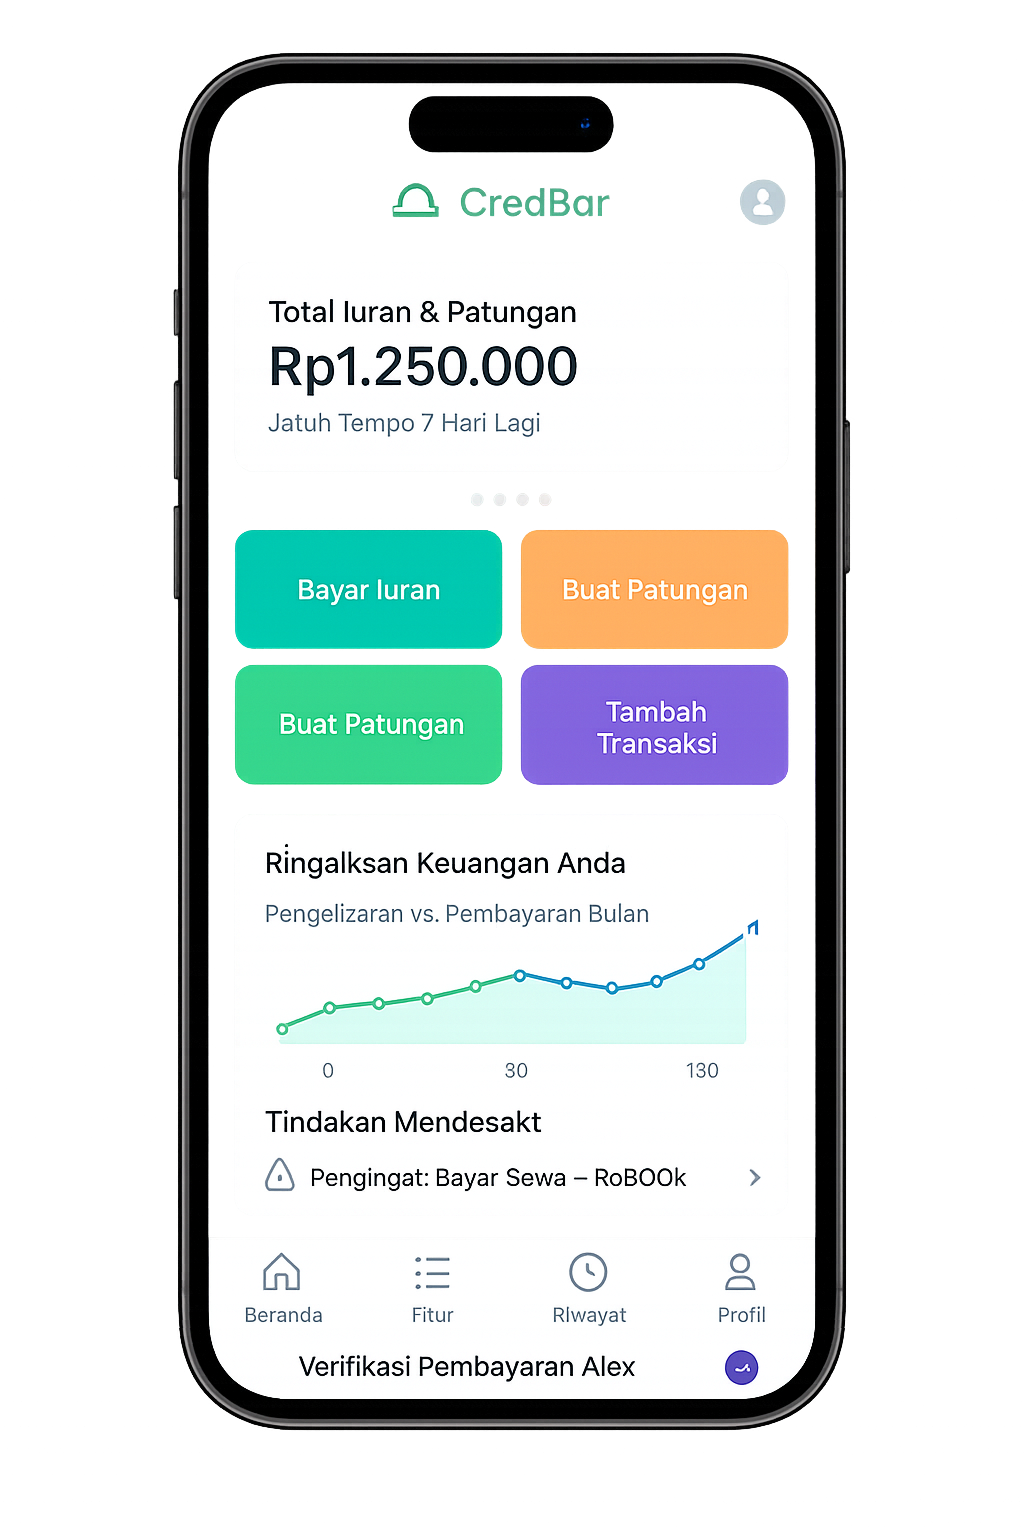 CredBar
Total Iuran & Patungan
Rp1.250.000
Jatuh Tempo 7 Hari Lagi
Bayar Iuran
Buat Patungan
Buat Patungan
Tambah
Transaksi
Ringalksan Keuangan Anda
Pengelizaran vs. Pembayaran Bulan
0
30
130
Tindakan Mendesakt
Pengingat: Bayar Sewa – RoBOOk
Beranda
Fitur
RIwayat
Profil
Verifikasi Pembayaran Alex